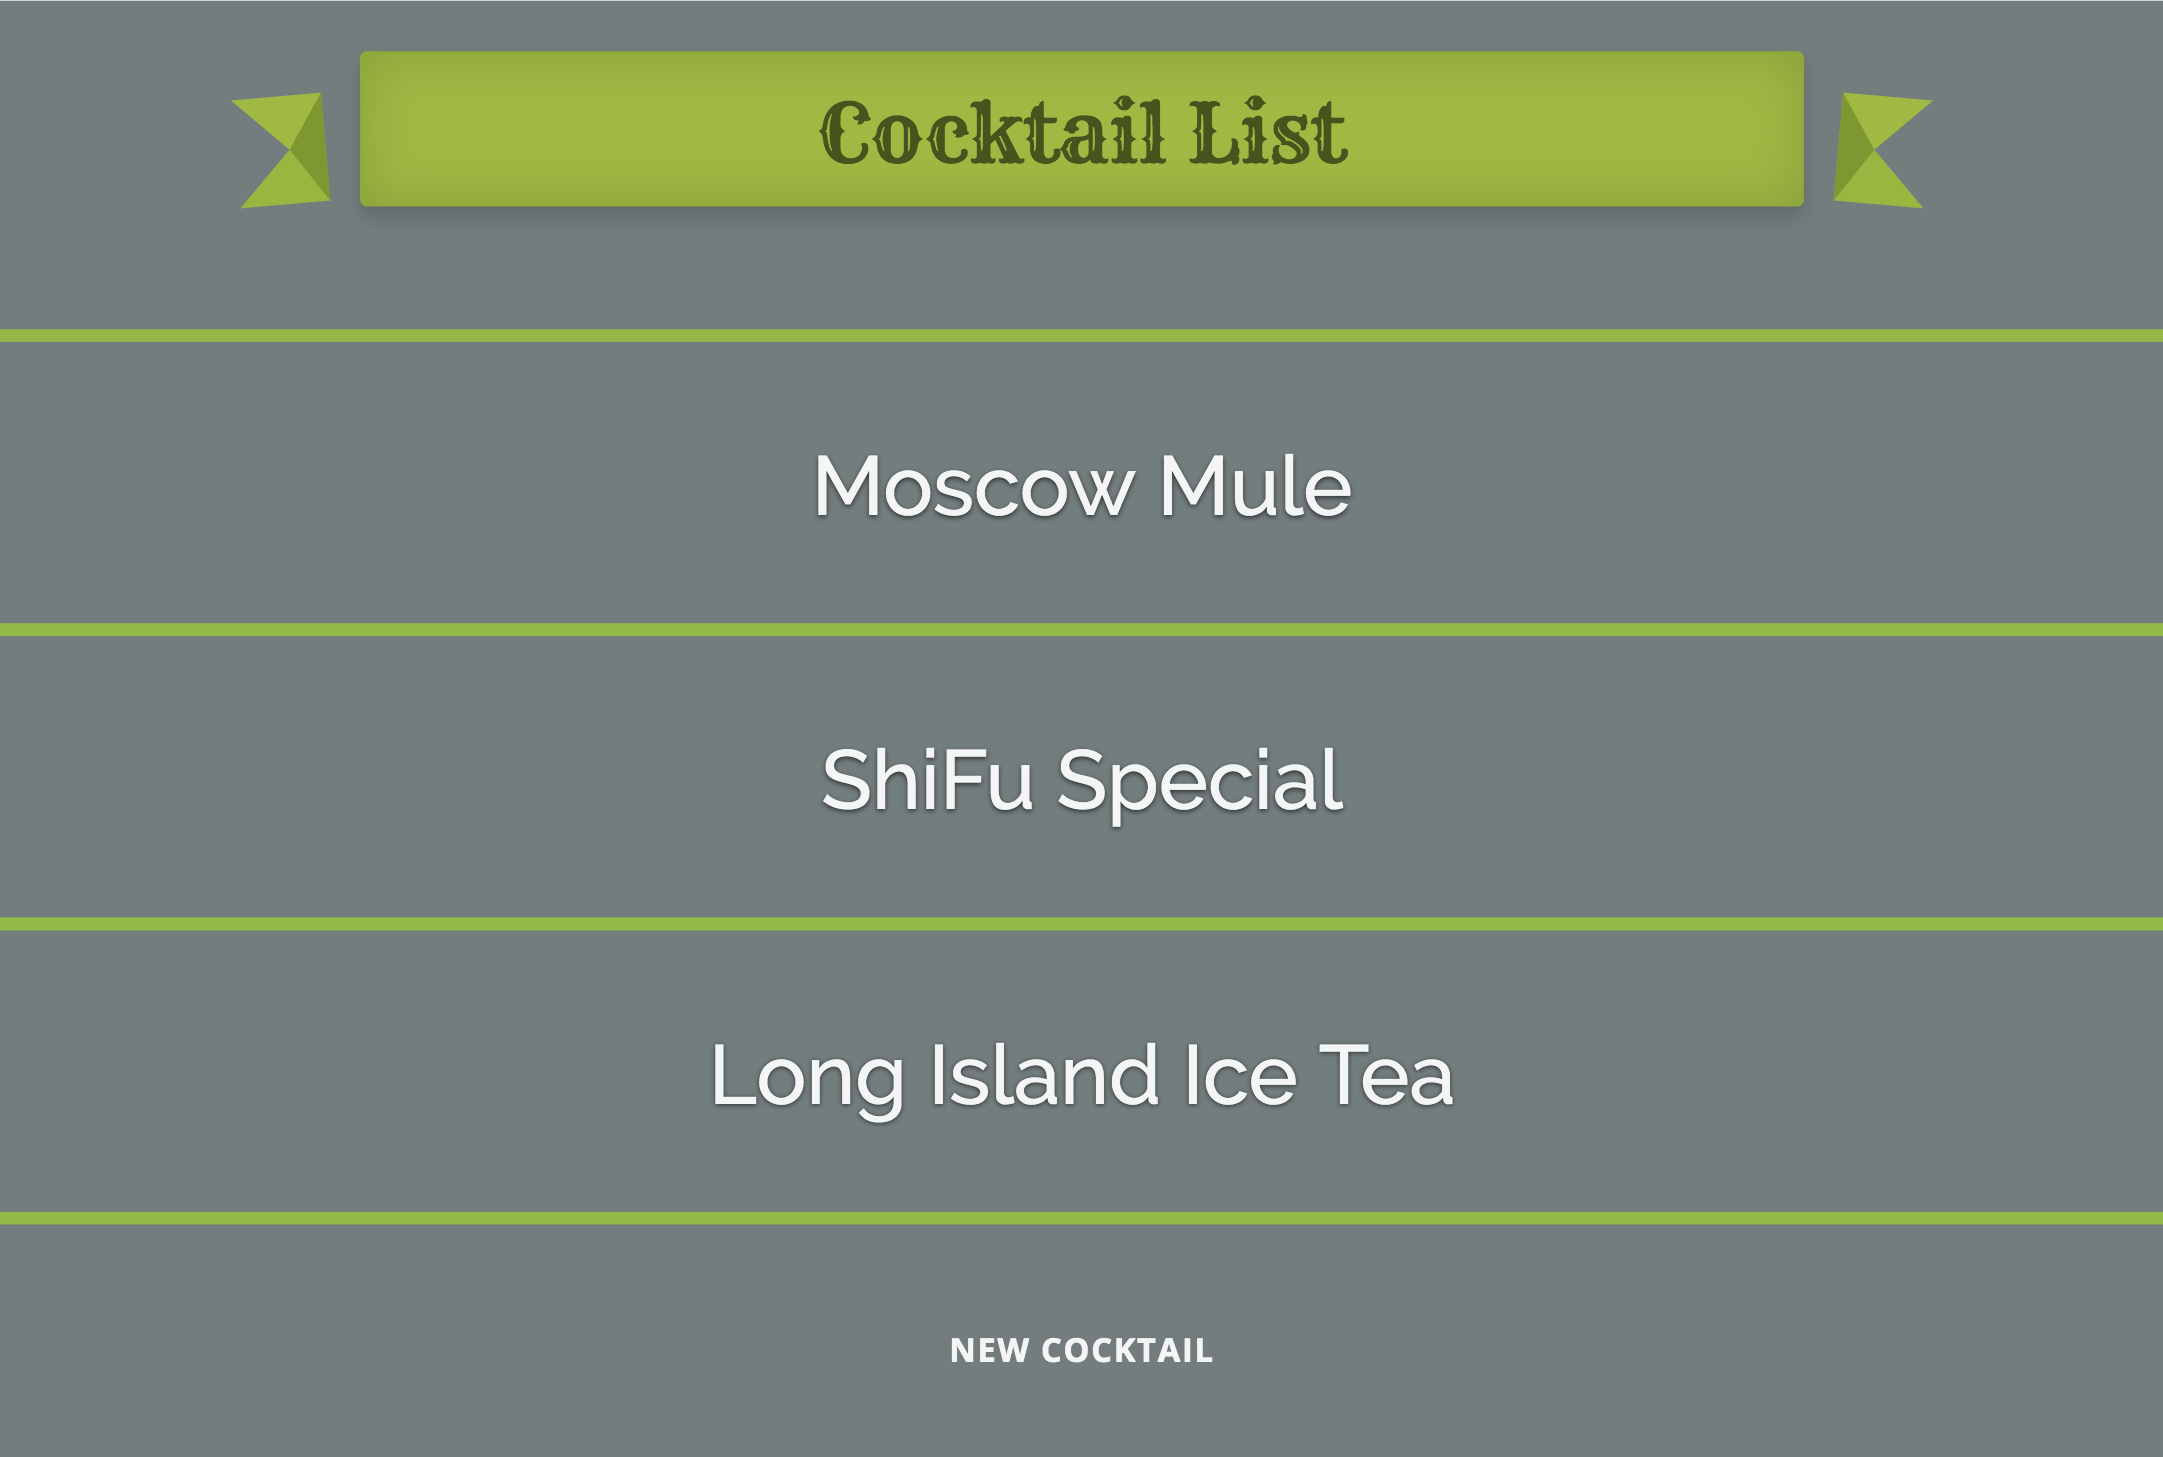 Cocktail List
Moscow Mule
ShiFu Special
Long Island Ice Tea
NEW COCKTAIL